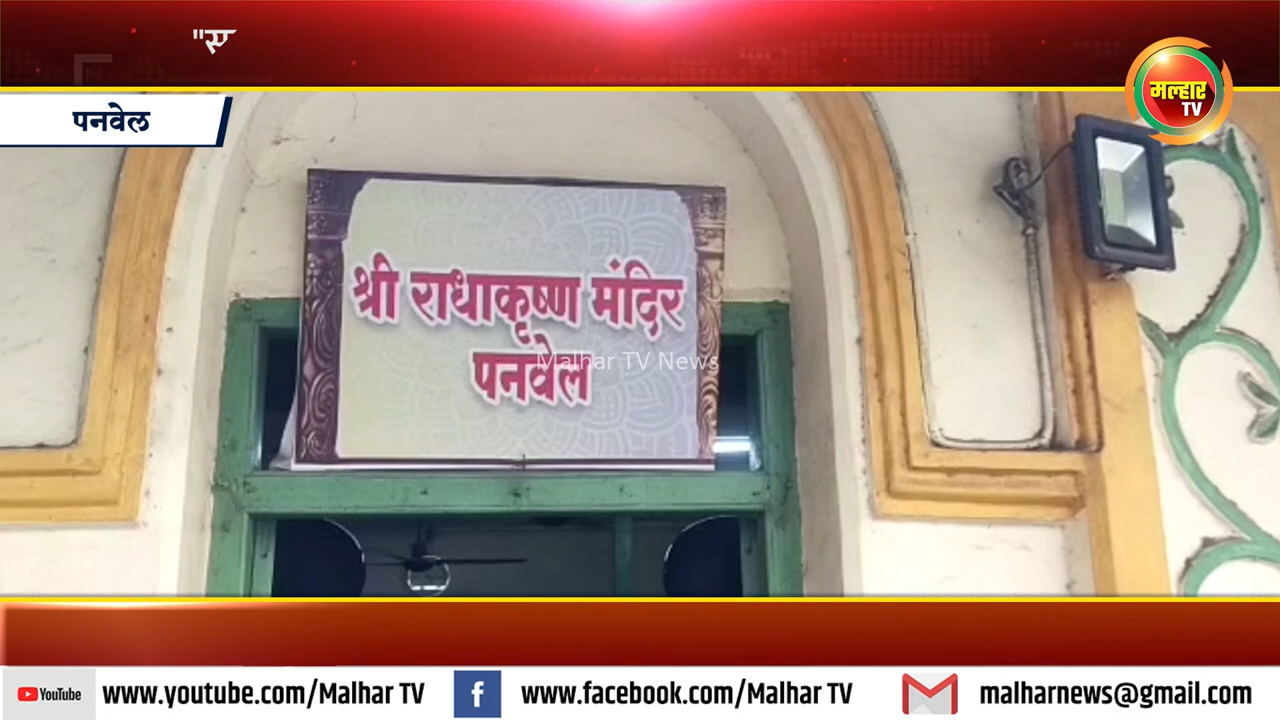 "स
मल्हार
TV
पनवेल
श्री राधाकृष्ण मंदिर
पनवेल
Malhar TV News
YouTube
www.youtube.com/Malhar TV
www.facebook.com/Malhar TV
malharnews@gmail.com